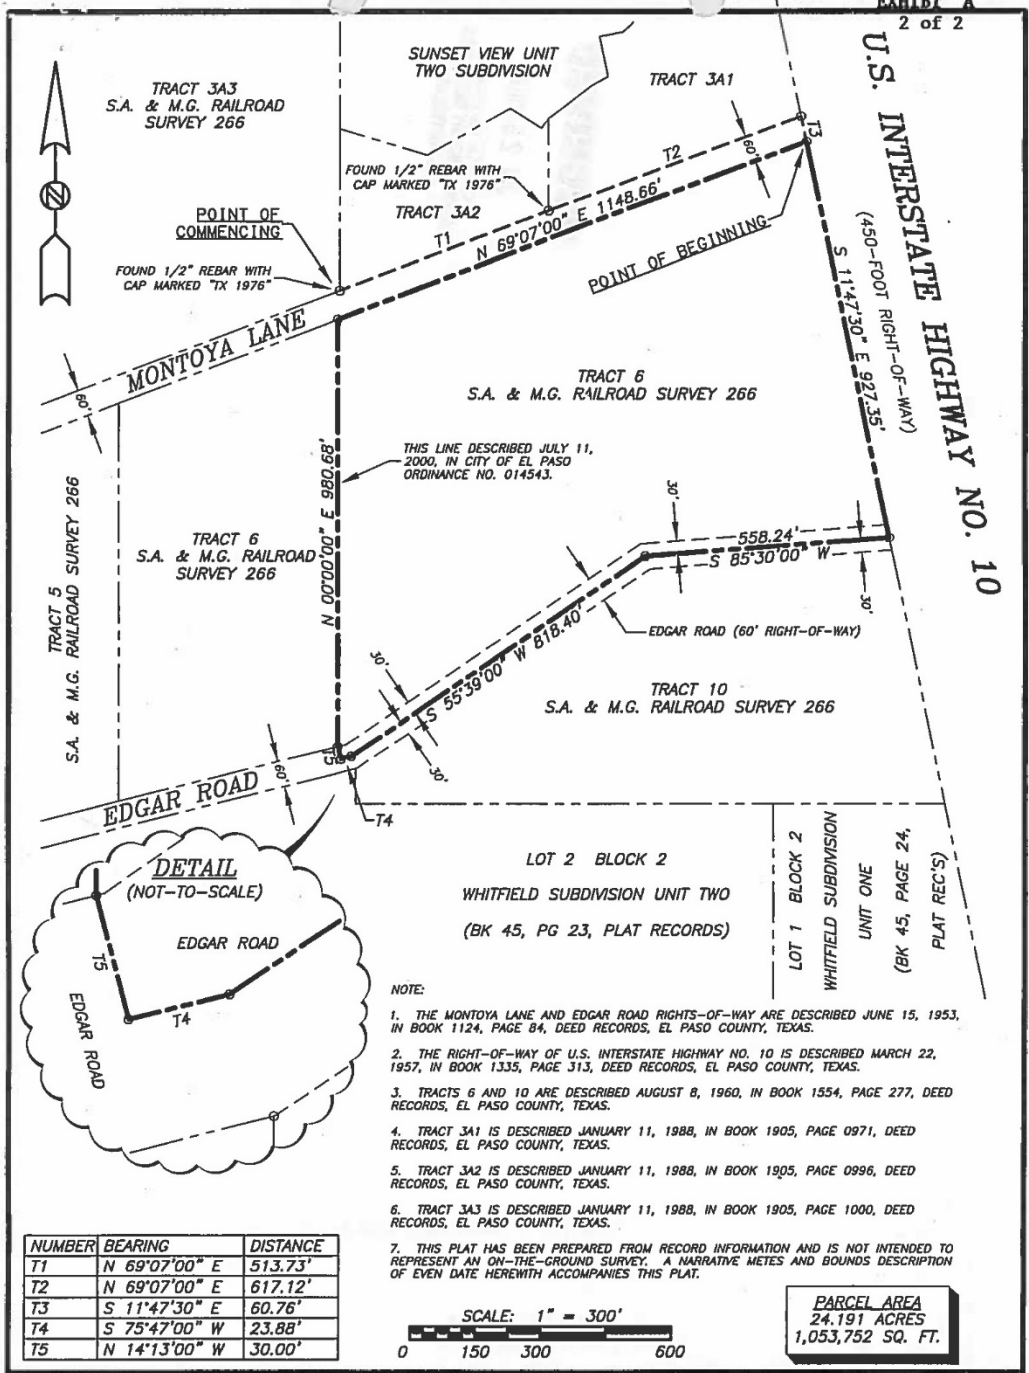 EXHIBIT A
2 of 2
SUNSET VIEW UNIT
TWO SUBDIVISION
TRACT 3A3
S.A. & M.G. RAILROAD
SURVEY 266
TRACT 3A1
T3
60'
T2
FOUND 1/2" REBAR WITH
CAP MARKED "TX 1976"
TRACT 3A2
T1
N 69°07'00" E 1148.66'
POINT OF
COMMENCING
POINT OF BEGINNING
FOUND 1/2" REBAR WITH
CAP MARKED "TX 1976"
U.S. INTERSTATE HIGHWAY NO. 10
(450-FOOT RIGHT-OF-WAY)
S 11°47'30" E 927.35'
MONTOYA LANE
60'
TRACT 6
S.A. & M.G. RAILROAD SURVEY 266
THIS LINE DESCRIBED JULY 11,
2000, IN CITY OF EL PASO
ORDINANCE NO. 014543.
N 00°00'00" E 980.68'
TRACT 6
S.A. & M.G. RAILROAD
SURVEY 266
TRACT 5
S.A. & M.G. RAILROAD SURVEY 266
30'
558.24'
S 85°30'00" W
30'
EDGAR ROAD (60' RIGHT-OF-WAY)
S 55°39'00" W 818.40'
30'
30'
TRACT 10
S.A. & M.G. RAILROAD SURVEY 266
T5
60'
EDGAR ROAD
T4
DETAIL
(NOT-TO-SCALE)
EDGAR ROAD
T5
T4
EDGAR ROAD
LOT 2 BLOCK 2
WHITFIELD SUBDIVISION UNIT TWO
(BK 45, PG 23, PLAT RECORDS)
LOT 1 BLOCK 2
WHITFIELD SUBDIVISION
UNIT ONE
(BK 45, PAGE 24,
PLAT REC'S)
NOTE:
1. THE MONTOYA LANE AND EDGAR ROAD RIGHTS-OF-WAY ARE DESCRIBED JUNE 15, 1953,
IN BOOK 1124, PAGE 84, DEED RECORDS, EL PASO COUNTY, TEXAS.
2. THE RIGHT-OF-WAY OF U.S. INTERSTATE HIGHWAY NO. 10 IS DESCRIBED MARCH 22,
1957, IN BOOK 1335, PAGE 313, DEED RECORDS, EL PASO COUNTY, TEXAS.
3. TRACTS 6 AND 10 ARE DESCRIBED AUGUST 8, 1960, IN BOOK 1554, PAGE 277, DEED
RECORDS, EL PASO COUNTY, TEXAS.
4. TRACT 3A1 IS DESCRIBED JANUARY 11, 1988, IN BOOK 1905, PAGE 0971, DEED
RECORDS, EL PASO COUNTY, TEXAS.
5. TRACT 3A2 IS DESCRIBED JANUARY 11, 1988, IN BOOK 1905, PAGE 0996, DEED
RECORDS, EL PASO COUNTY, TEXAS.
6. TRACT 3A3 IS DESCRIBED JANUARY 11, 1988, IN BOOK 1905, PAGE 1000, DEED
RECORDS, EL PASO COUNTY, TEXAS.
7. THIS PLAT HAS BEEN PREPARED FROM RECORD INFORMATION AND IS NOT INTENDED TO
REPRESENT AN ON-THE-GROUND SURVEY. A NARRATIVE METES AND BOUNDS DESCRIPTION
OF EVEN DATE HEREWITH ACCOMPANIES THIS PLAT.
NUMBER BEARING DISTANCE
T1 N 69°07'00" E 513.73'
T2 N 69°07'00" E 617.12'
T3 S 11°47'30" E 60.76'
T4 S 75°47'00" W 23.88'
T5 N 14°13'00" W 30.00'
SCALE: 1" = 300'
0 150 300 600
PARCEL AREA
24.191 ACRES
1,053,752 SQ. FT.